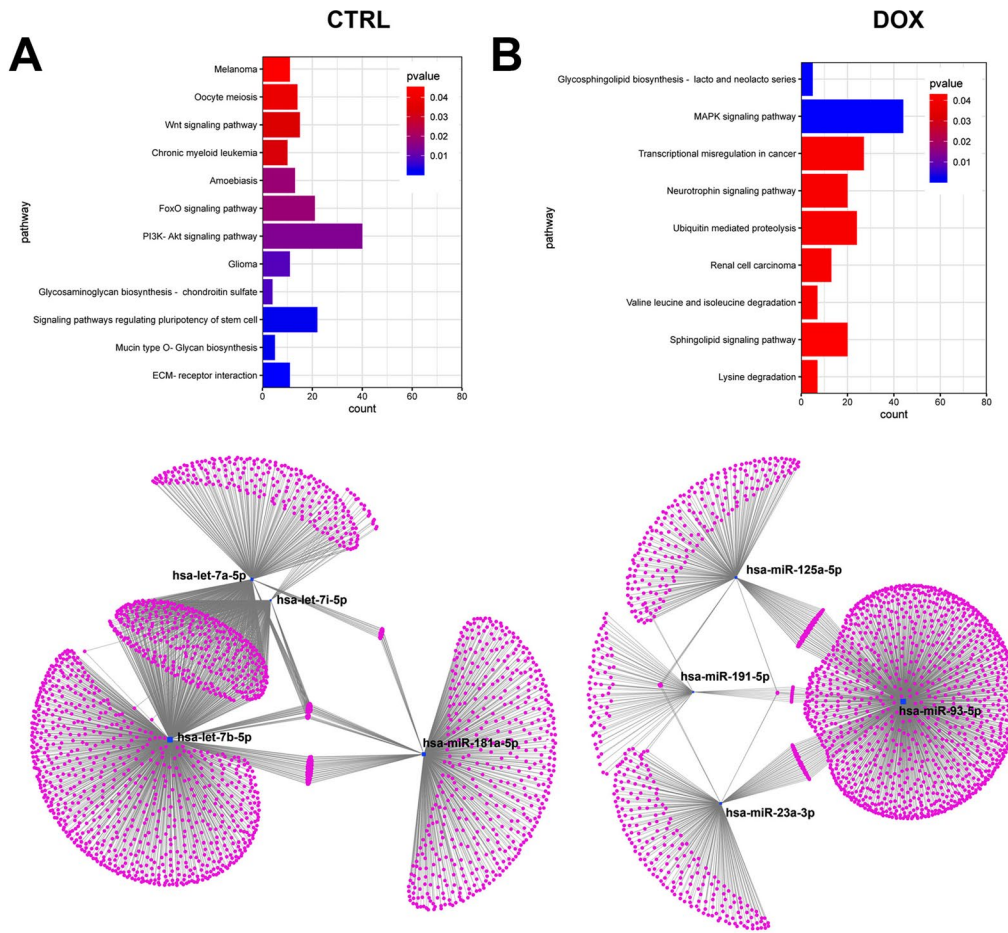 CTRL
DOX
A
B
Melanoma
Oocyte meiosis
Wnt signaling pathway
Chronic myeloid leukemia
Amoebiasis
FoxO signaling pathway
PI3K- Akt signaling pathway
Glioma
Glycosaminoglycan biosynthesis - chondroitin sulfate
Signaling pathways regulating pluripotency of stem cell
Mucin type O- Glycan biosynthesis
ECM- receptor interaction
pathway
0 20 40 60 80
count
pvalue
0.04
0.03
0.02
0.01
Glycosphingolipid biosynthesis - lacto and neolacto series
MAPK signaling pathway
Transcriptional misregulation in cancer
Neurotrophin signaling pathway
Ubiquitin mediated proteolysis
Renal cell carcinoma
Valine leucine and isoleucine degradation
Sphingolipid signaling pathway
Lysine degradation
pathway
0 20 40 60 80
count
pvalue
0.04
0.03
0.02
0.01
hsa-let-7a-5p
hsa-let-7i-5p
hsa-let-7b-5p
hsa-miR-181a-5p
hsa-miR-125a-5p
hsa-miR-191-5p
hsa-miR-93-5p
hsa-miR-23a-3p